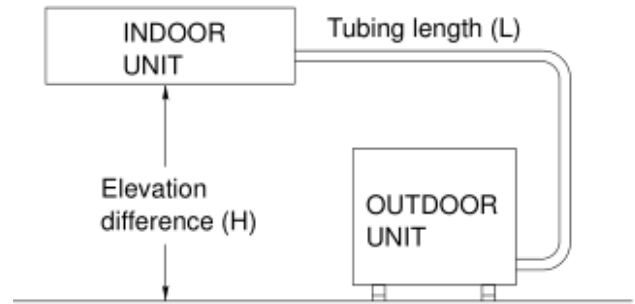 INDOOR
UNIT
Tubing length (L)
Elevation
difference (H)
OUTDOOR
UNIT